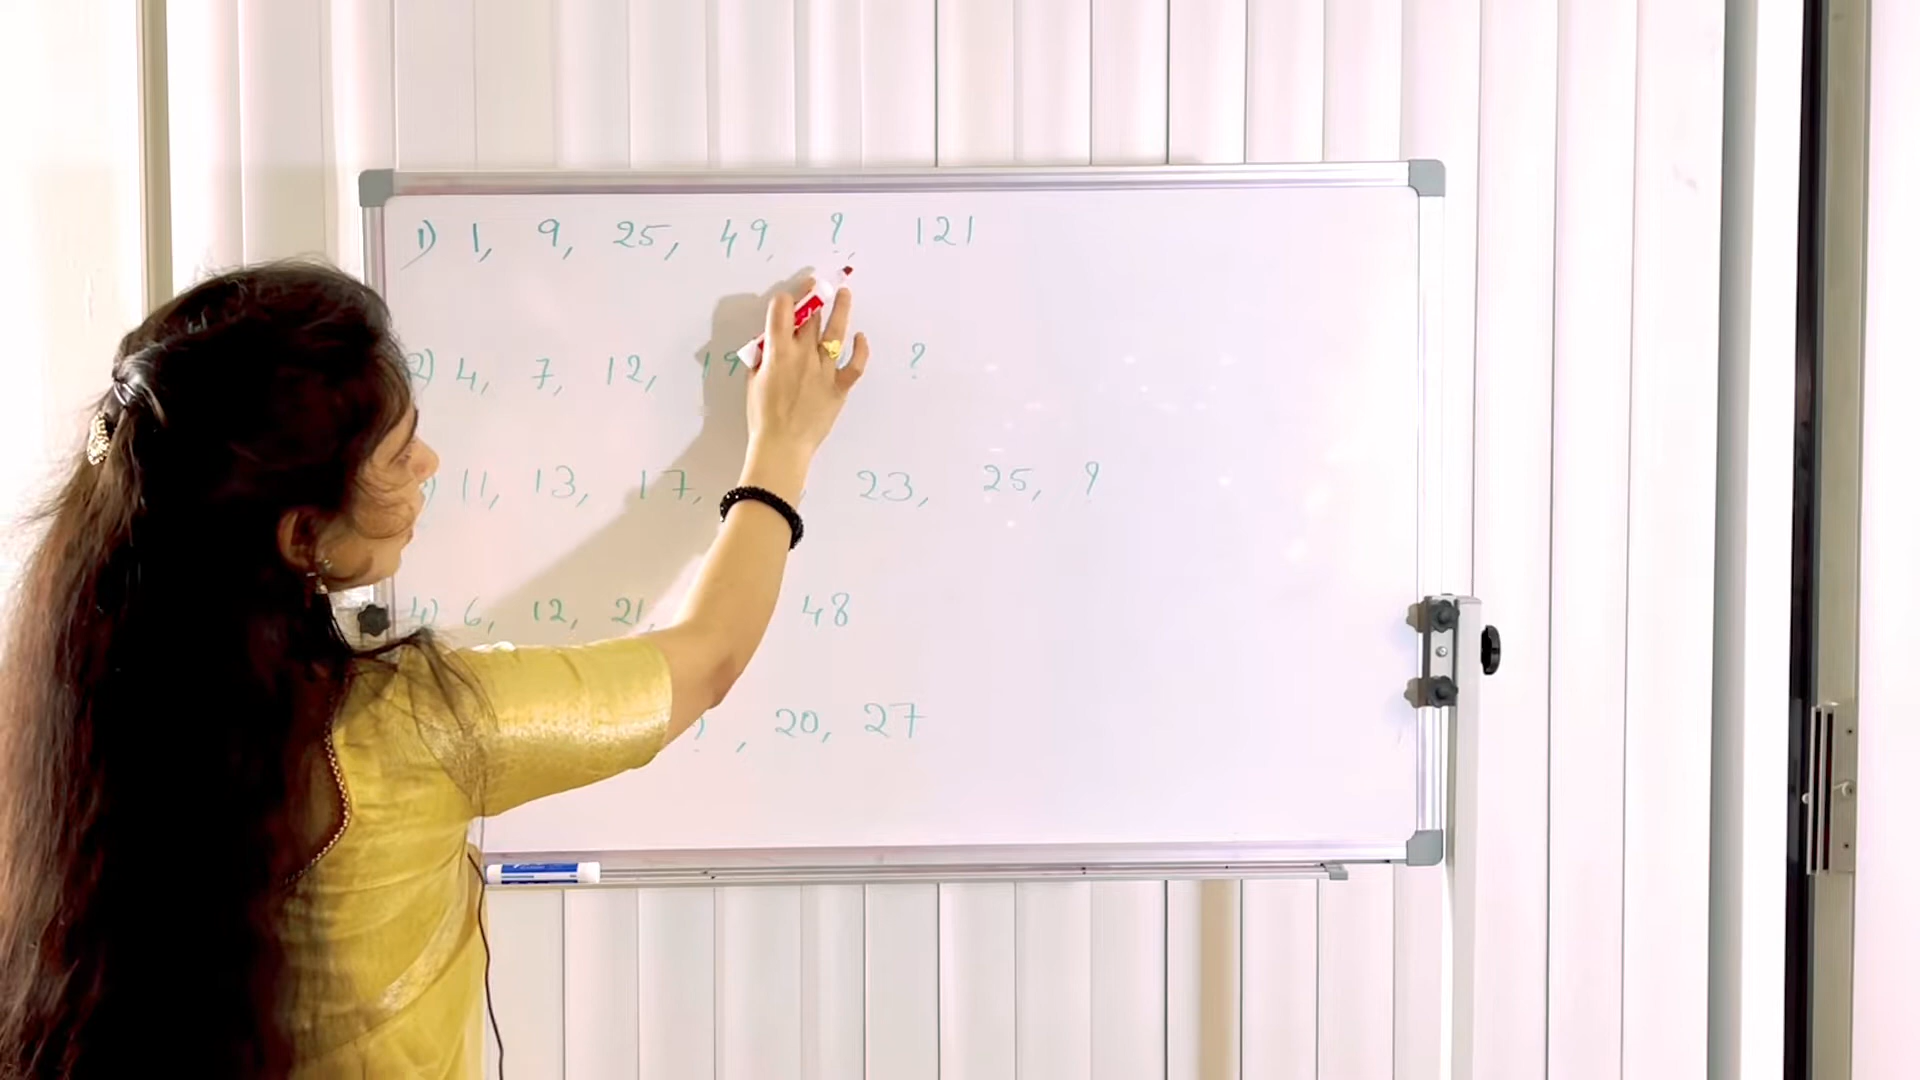 1) 1, 9, 25, 49, ?, 121
2) 4, 7, 12, 19 ?
11, 13, 17, , 23, 25, ?
4) 6, 12, 21, 48
?, 20, 27